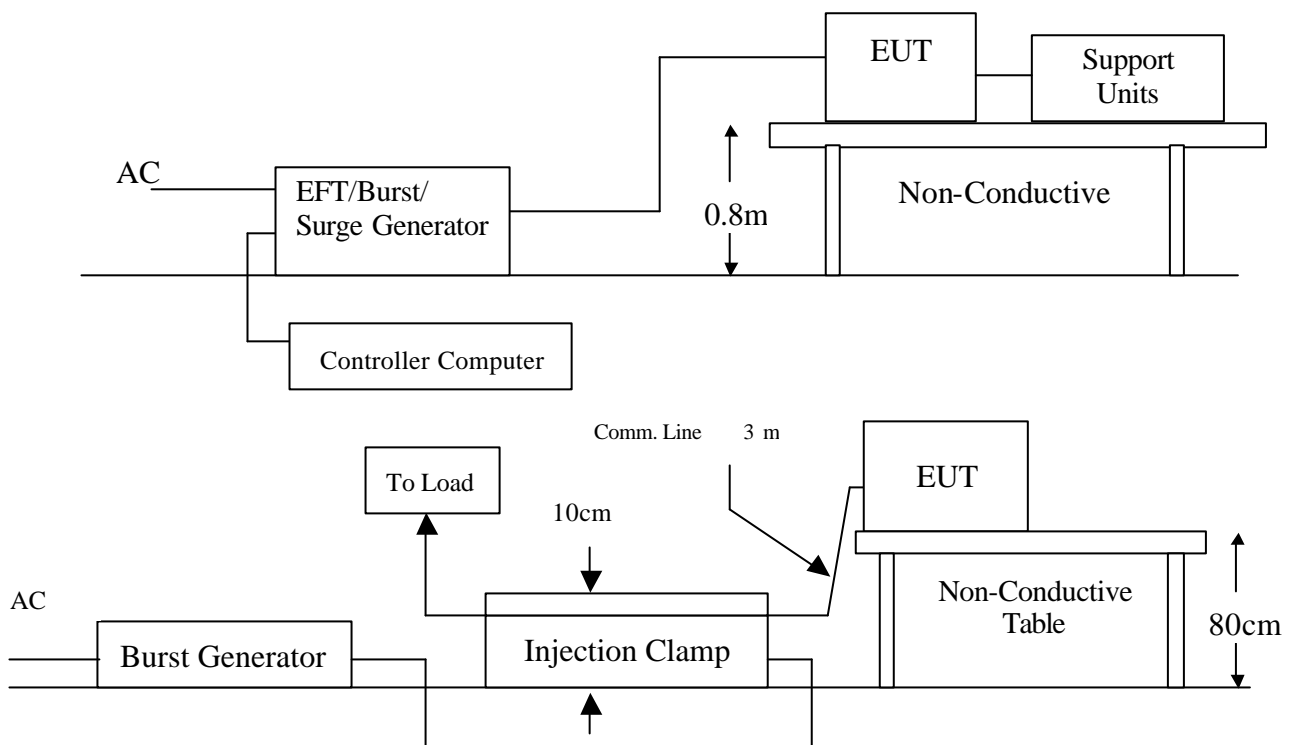 EUT
Support
Units
AC
EFT/Burst/
Surge Generator
0.8m
Non-Conductive
Controller Computer
Comm. Line 3 m
To Load
EUT
10cm
AC
Burst Generator
Injection Clamp
Non-Conductive
Table
80cm